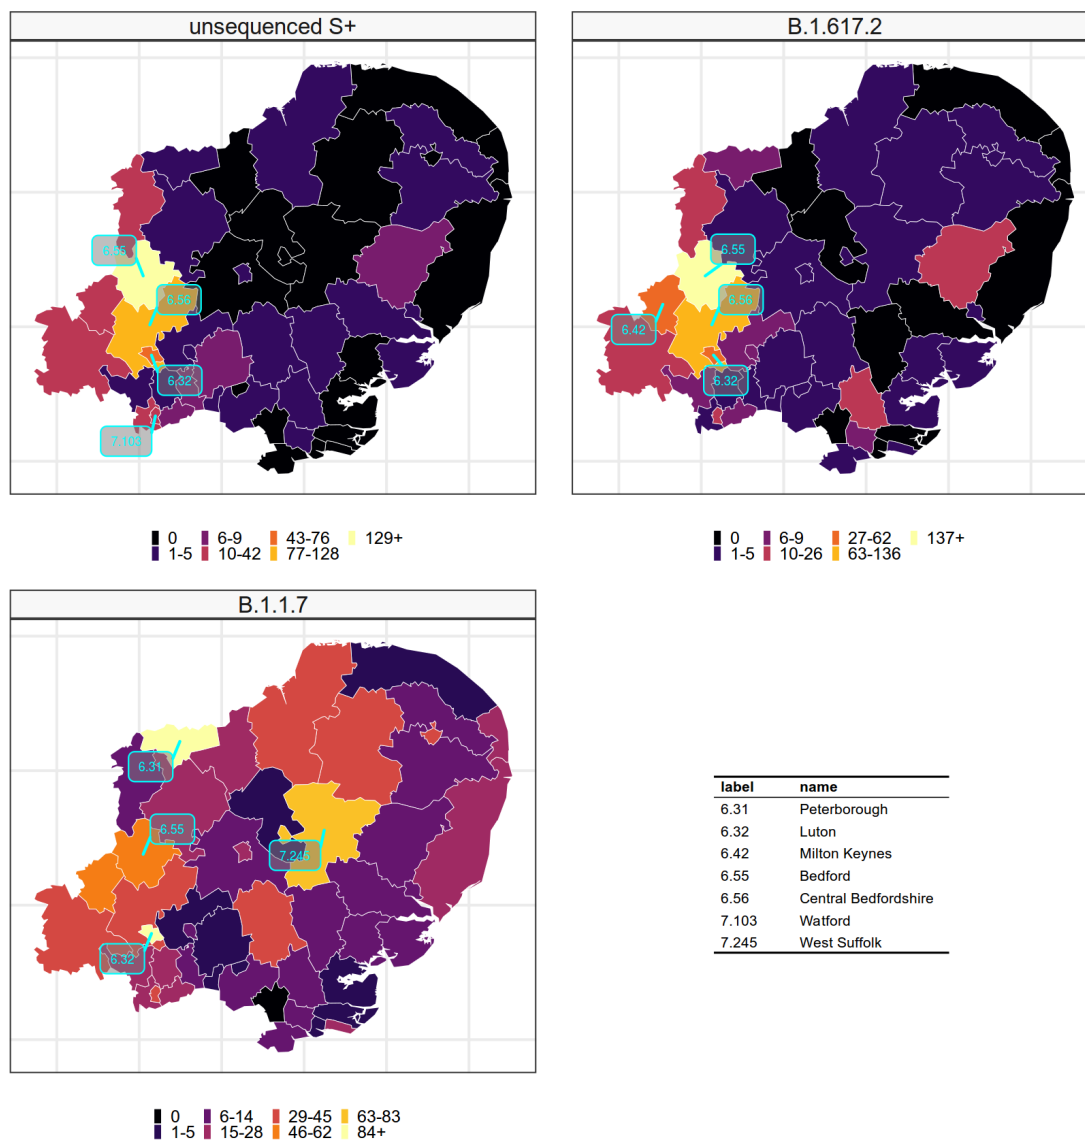 unsequenced S+
B.1.617.2
6.55
6.56
6.32
7.103
6.55
6.56
6.42
6.32
0 6-9 43-76 129+
1-5 10-42 77-128
0 6-9 27-62 137+
1-5 10-26 63-136
B.1.1.7
6.31
6.55
7.245
6.32
label name
6.31 Peterborough
6.32 Luton
6.42 Milton Keynes
6.55 Bedford
6.56 Central Bedfordshire
7.103 Watford
7.245 West Suffolk
0 6-14 29-45 63-83
1-5 15-28 46-62 84+